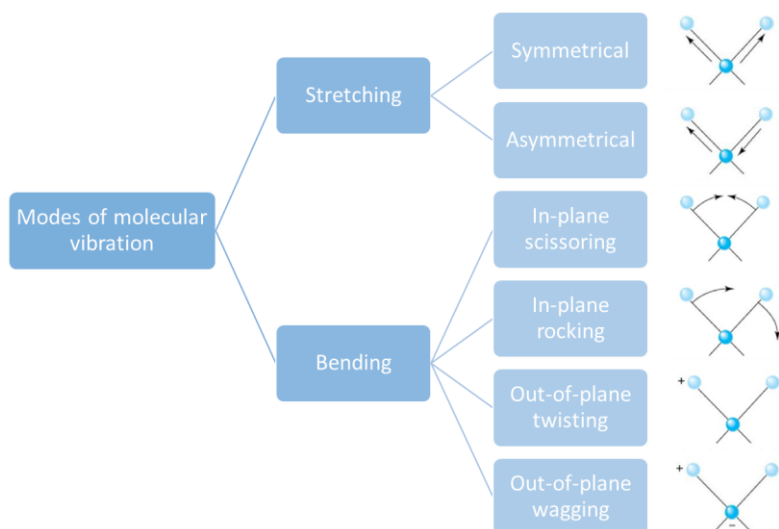 Symmetrical
Stretching
Asymmetrical
Modes of molecular
vibration
In-plane
scissoring
In-plane
rocking
Bending
Out-of-plane
twisting
+
Out-of-plane
wagging
+
−